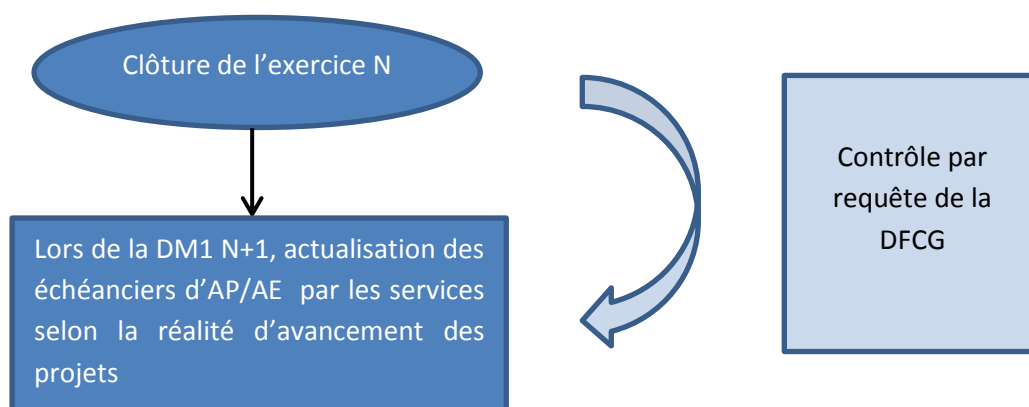 Clôture de l’exercice N
Lors de la DM1 N+1, actualisation des
échéanciers d’AP/AE par les services
selon la réalité d’avancement des
projets
Contrôle par
requête de la
DFCG